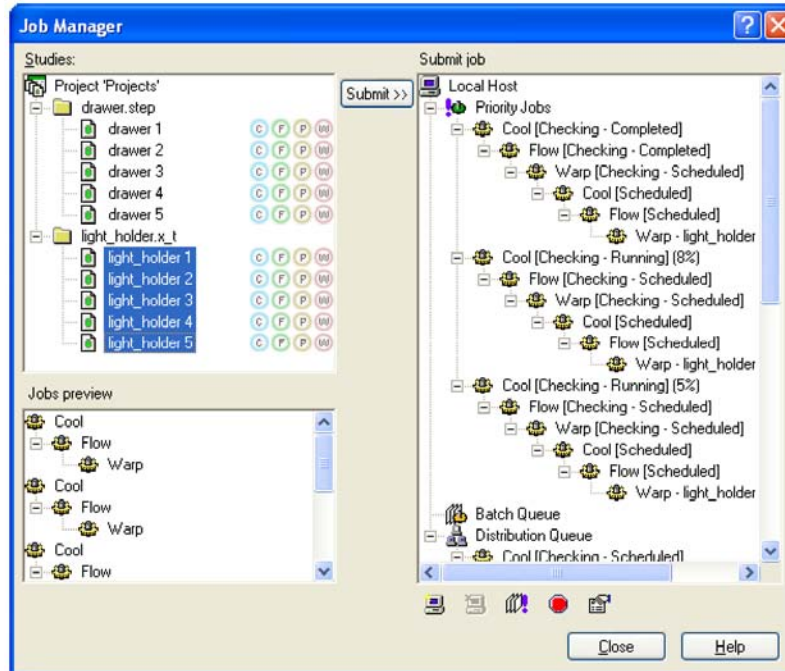 Job Manager
Studies:
Project 'Projects'
drawer.step
drawer 1 C F P W
drawer 2 C F P W
drawer 3 C F P W
drawer 4 C F P W
drawer 5 C F P W
light_holder.x_t
light_holder 1 C F P W
light_holder 2 C F P W
light_holder 3 C F P W
light_holder 4 C F P W
light_holder 5 C F P W
Jobs preview
Cool
Flow
Warp
Cool
Flow
Warp
Cool
Flow
Submit >>
Submit job
Local Host
Priority Jobs
Cool [Checking - Completed]
Flow [Checking - Completed]
Warp [Checking - Scheduled]
Cool [Scheduled]
Flow [Scheduled]
Warp - light_holder
Cool [Checking - Running] (8%)
Flow [Checking - Scheduled]
Warp [Checking - Scheduled]
Cool [Scheduled]
Flow [Scheduled]
Warp - light_holder
Cool [Checking - Running] (5%)
Flow [Checking - Scheduled]
Warp [Checking - Scheduled]
Cool [Scheduled]
Flow [Scheduled]
Warp - light_holder
Batch Queue
Distribution Queue
Cool [Checking - Scheduled]
Close
Help